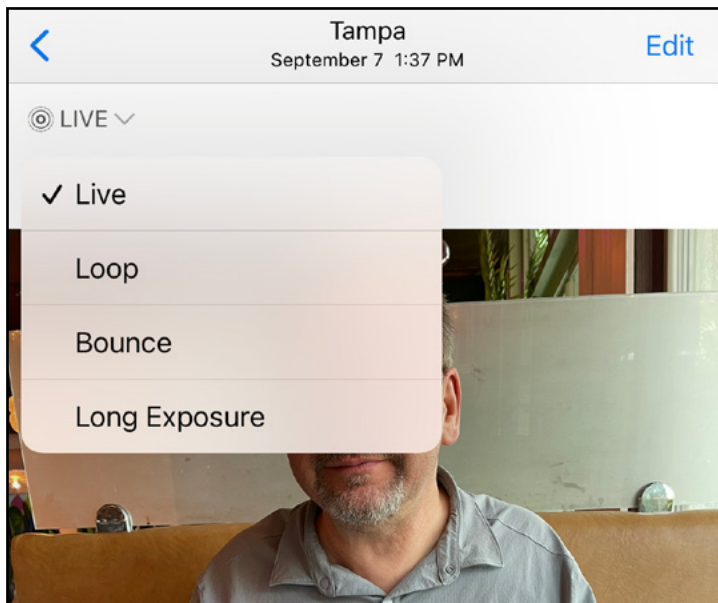 Tampa
September 7 1:37 PM
Edit
LIVE
Live
Loop
Bounce
Long Exposure